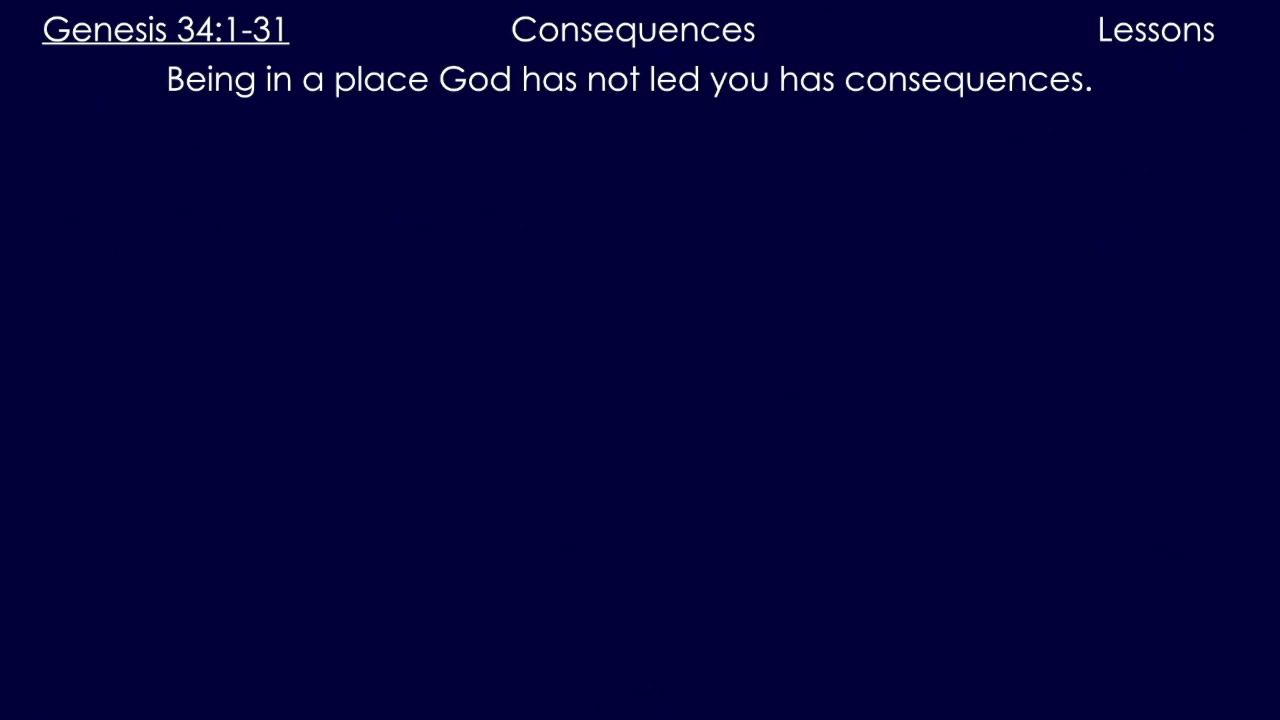 Genesis 34:1-31 Consequences Lessons
Being in a place God has not led you has consequences.